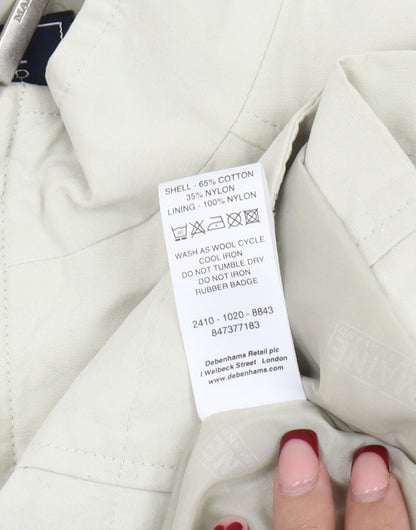 SHELL - 65% COTTON
35% NYLON
LINING - 100% NYLON
40
WASH AS WOOL CYCLE
COOL IRON
DO NOT TUMBLE DRY
DO NOT IRON
RUBBER BADGE
2410 - 1020 - 8843
847377183
Debenhams Retail plc
1 Welbeck Street London
www.debenhams.com